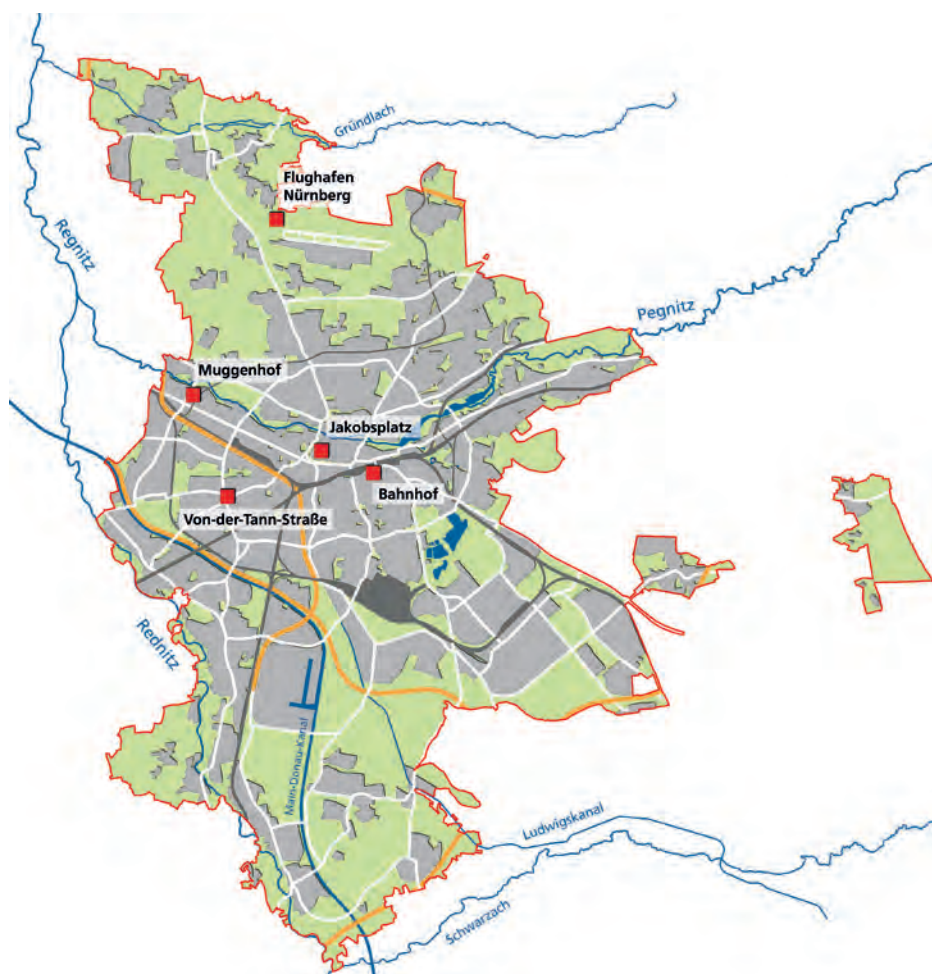 Gründlach
Flughafen
Nürnberg
Regnitz
Pegnitz
Muggenhof
Jakobsplatz
Bahnhof
Von-der-Tann-Straße
Rednitz
Main-Donau-Kanal
Ludwigskanal
Schwarzach